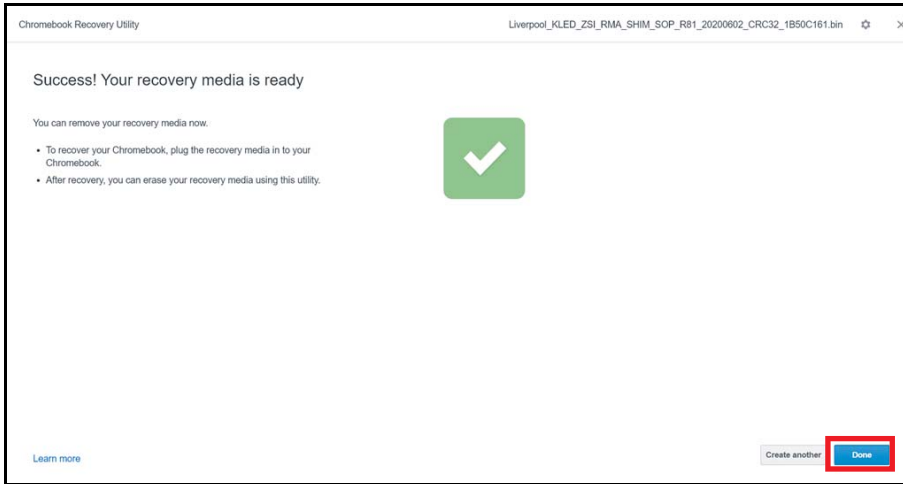 Chromebook Recovery Utility
Liverpool_KLED_ZSI_RMA_SHIM_SOP_R81_20200602_CRC32_1B50C161.bin
Success! Your recovery media is ready
You can remove your recovery media now.
• To recover your Chromebook, plug the recovery media in to your
Chromebook.
• After recovery, you can erase your recovery media using this utility.
Learn more
Create another
Done